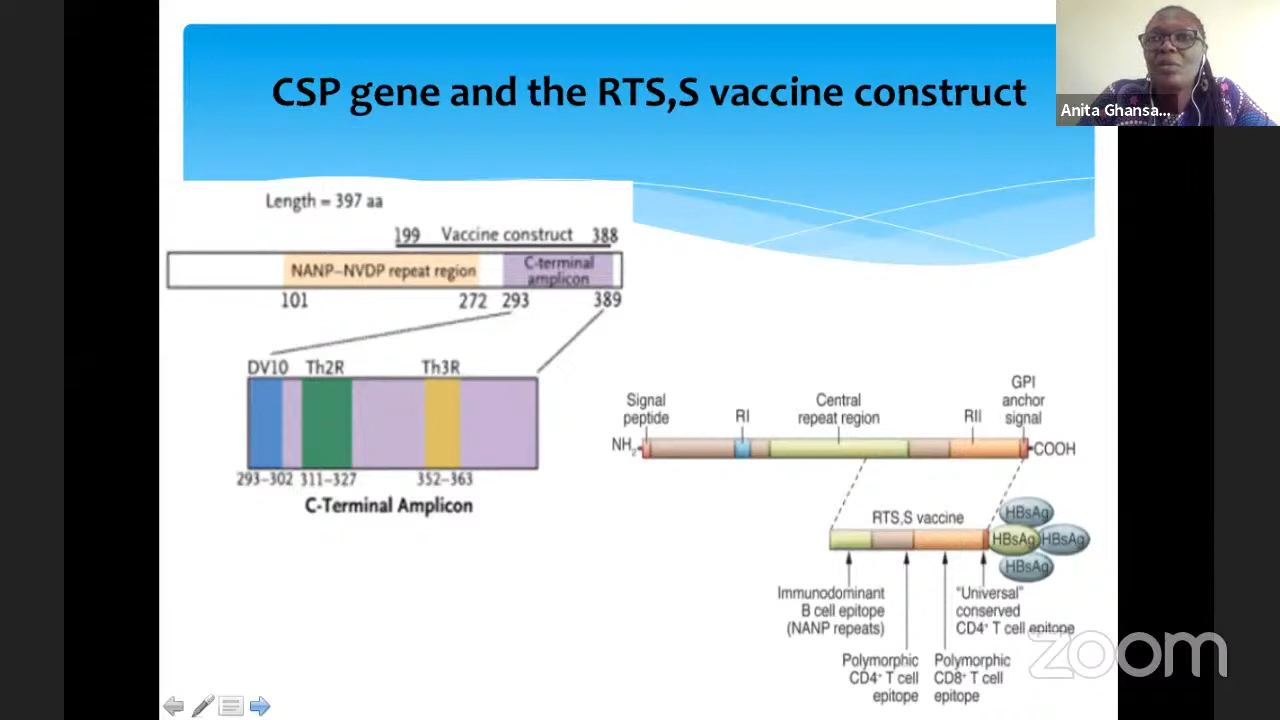 CSP gene and the RTS,S vaccine construct
Anita Ghansa...
Length = 397 aa
199 Vaccine construct 388
NANP–NVDP repeat region
C-terminal
amplicon
101 272 293 389
DV10 Th2R Th3R
293–302 311–327 352–363
C-Terminal Amplicon
Signal
peptide
RI
Central
repeat region
RII
GPI
anchor
signal
NH2
COOH
RTS,S vaccine
HBsAg
HBsAg HBsAg
HBsAg
Immunodominant
B cell epitope
(NANP repeats)
"Universal"
conserved
CD4+ T cell epitope
Polymorphic
CD4+ T cell
epitope
Polymorphic
CD8+ T cell
epitope
zoom